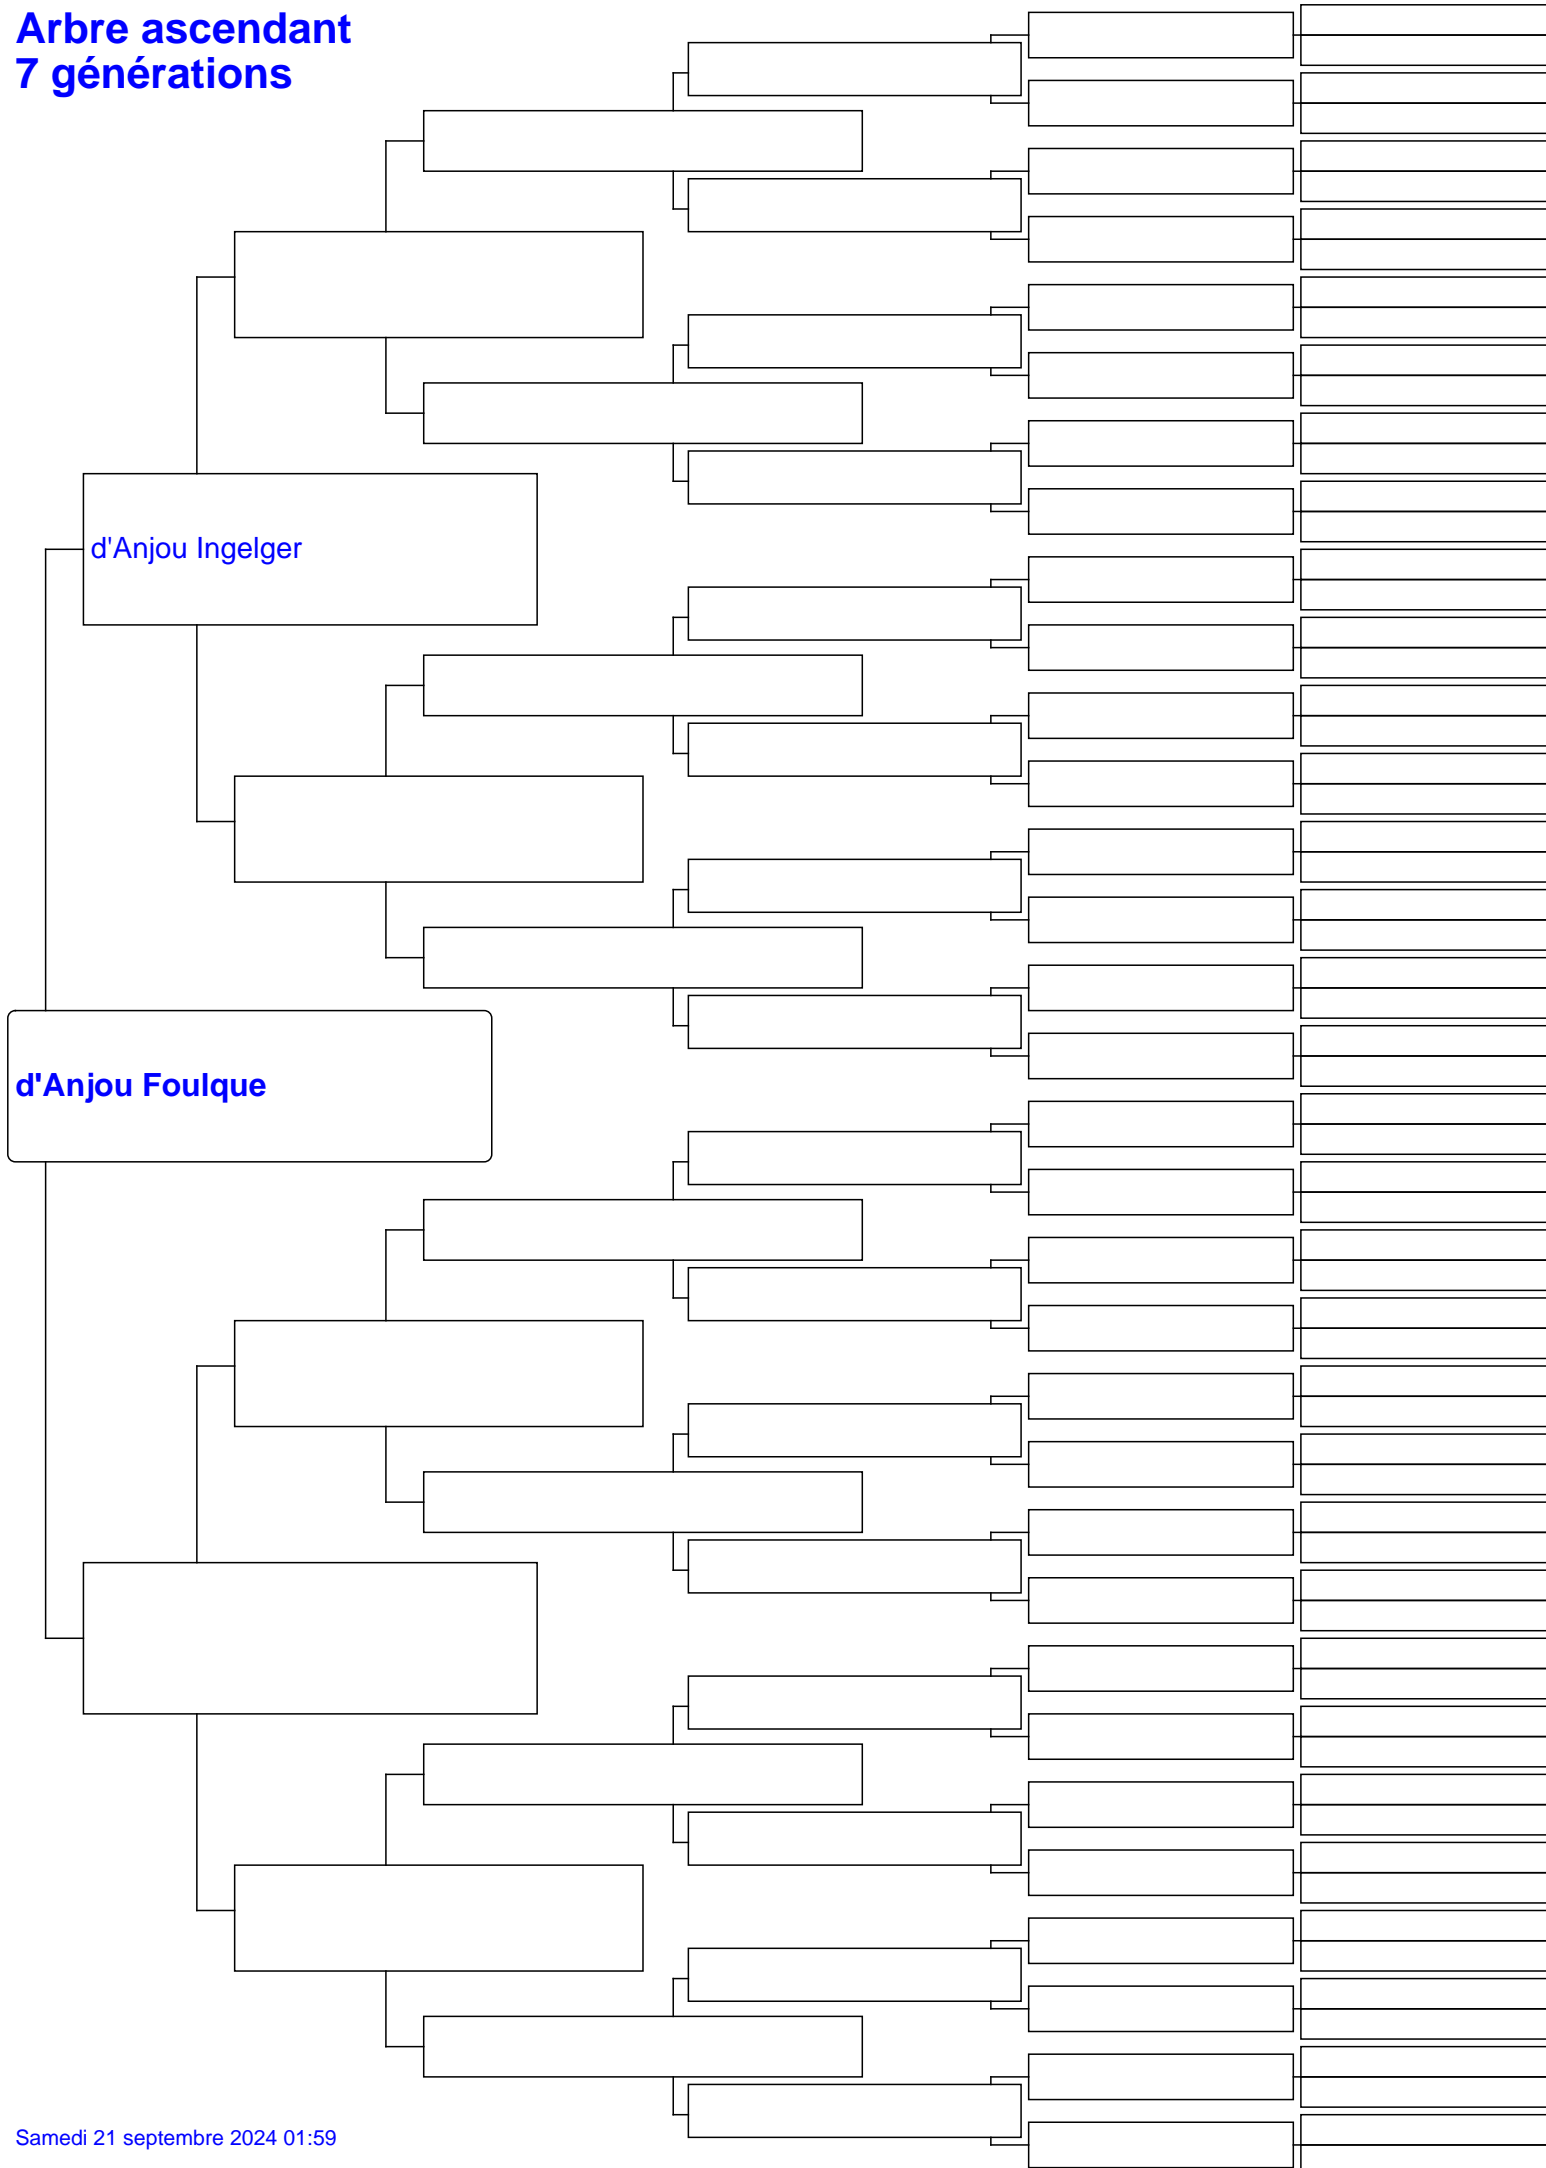 Arbre ascendant
7 générations
d'Anjou Ingelger
d'Anjou Foulque
Samedi 21 septembre 2024 01:59